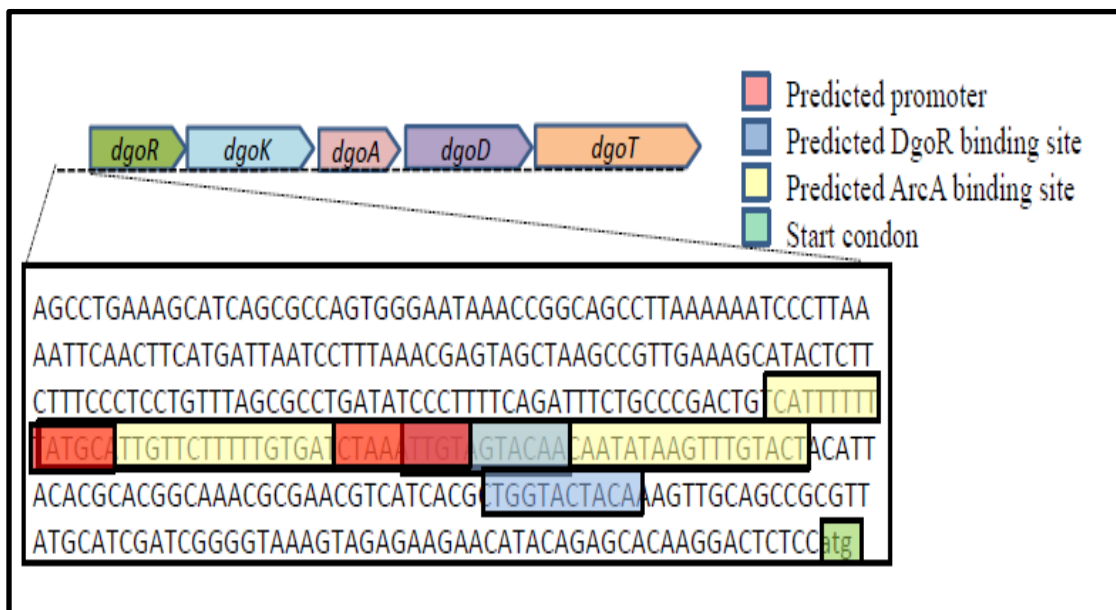 dgoR dgoK dgoA dgoD dgoT
Predicted promoter
Predicted DgoR binding site
Predicted ArcA binding site
Start condon
AGCCTGAAAGCATCAGCGCCAGTGGGAATAAACCGGCAGCCTTAAAAAATCCCTTAA
AATTCAACTTCATGATTAATCCTTTAAACGAGTAGCTAAGCCGTTGAAAGCATACTCTT
CTTTCCCTCCTGTTTAGCGCCTGATATCCCTTTTCAGATTTCTGCCCGACTGTCATTTTTT
TATGCATTGTTCTTTTTGTGATCTAAATTGTAGTACAACAATATAAGTTTGTACTACATT
ACACGCACGGCAAACGCGAACGTCATCACGCTGGTACTACAAAGTTGCAGCCGCGTT
ATGCATCGATCGGGGTAAAGTAGAGAAGAACATACAGAGCACAAGGACTCTCCatg